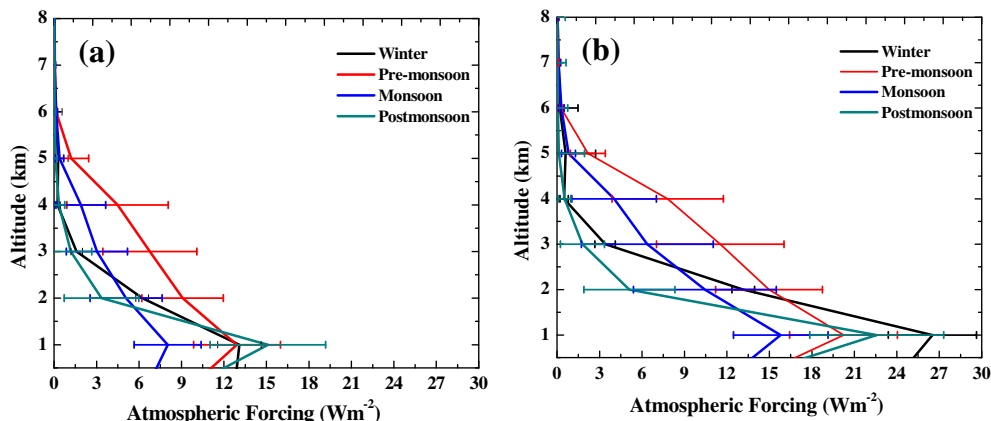 (a)
Winter
Pre-monsoon
Monsoon
Postmonsoon
8
7
6
5
4
3
2
1
Altitude (km)
0 3 6 9 12 15 18 21 24 27 30
Atmospheric Forcing (Wm-2)
(b)
Winter
Pre-monsoon
Monsoon
Postmonsoon
8
7
6
5
4
3
2
1
Altitude (km)
0 3 6 9 12 15 18 21 24 27 30
Atmospheric Forcing (Wm-2)